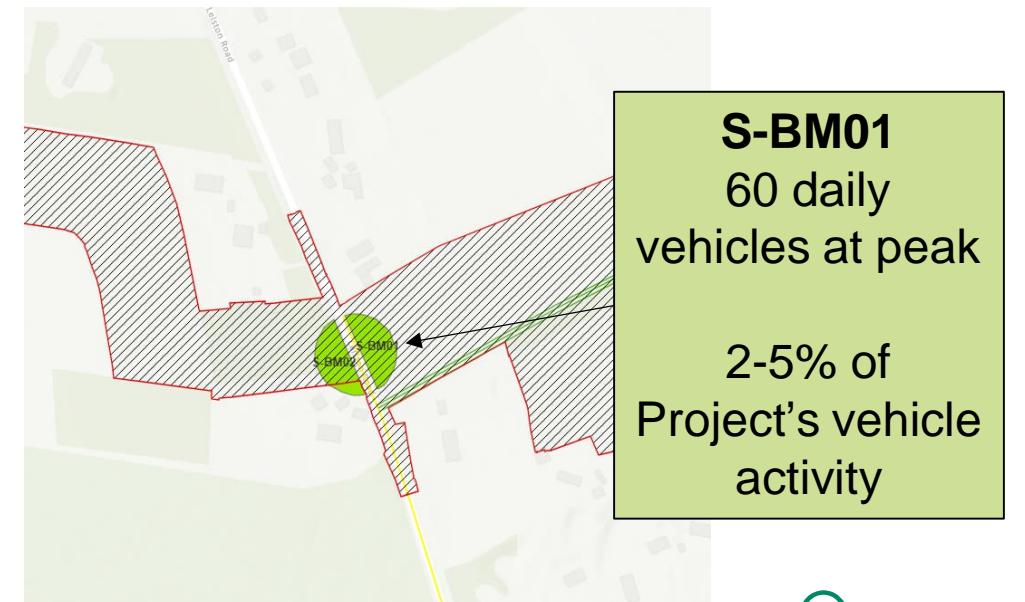 Leiston Road
S-BM01
S-BM02
S-BM01
60 daily
vehicles at peak
2-5% of
Project's vehicle
activity